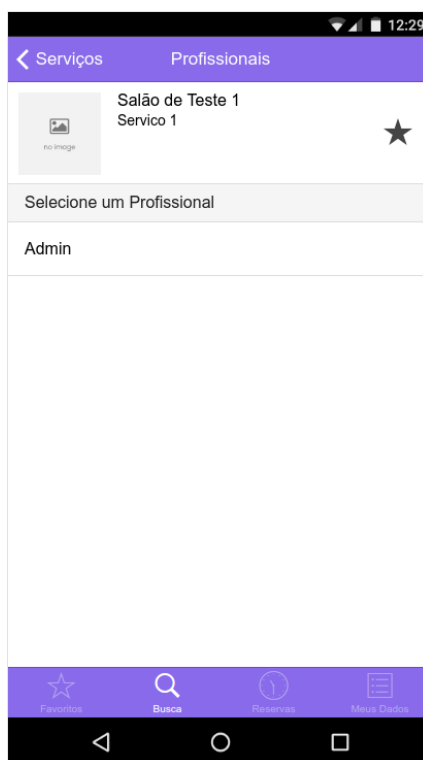 12:29
Serviços Profissionais
Salão de Teste 1
Servico 1
no image
Selecione um Profissional
Admin
Favoritos Busca Reservas Meus Dados